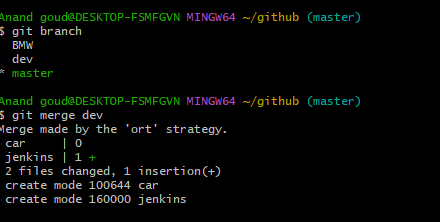 Anand goud@DESKTOP-FSMFGVN MINGW64 ~/github (master)
$ git branch
  BMW
  dev
* master

Anand goud@DESKTOP-FSMFGVN MINGW64 ~/github (master)
$ git merge dev
Merge made by the 'ort' strategy.
 car     | 0
 jenkins | 1 +
 2 files changed, 1 insertion(+)
 create mode 100644 car
 create mode 160000 jenkins